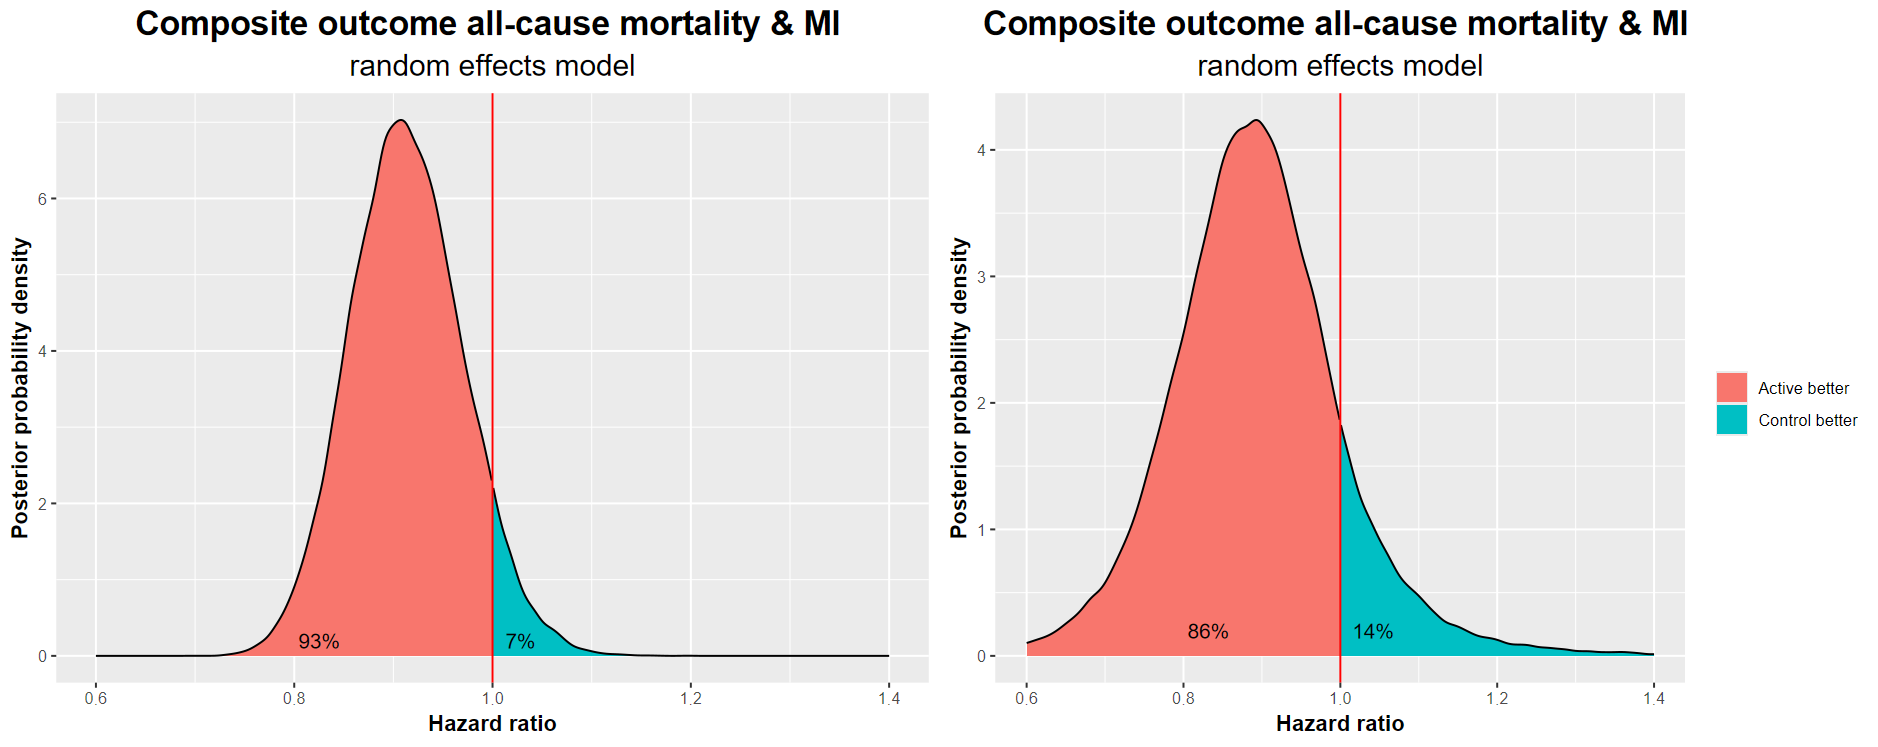 Composite outcome all-cause mortality & MI
random effects model
Posterior probability density
6
4
2
0
93%
7%
0.6
0.8
1.0
1.2
1.4
Hazard ratio
Composite outcome all-cause mortality & MI
random effects model
Posterior probability density
4
3
2
1
0
86%
14%
0.6
0.8
1.0
1.2
1.4
Hazard ratio
Active better
Control better